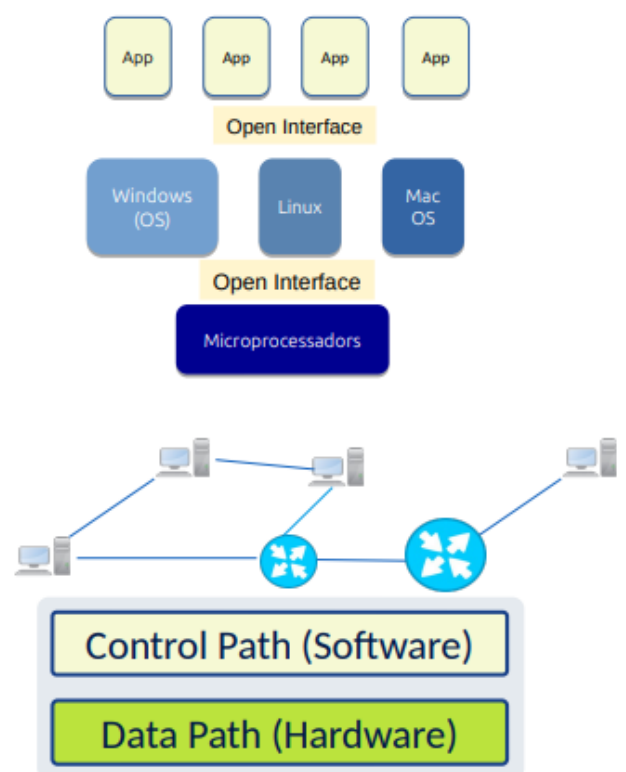 App App App App
Open Interface
Windows
(OS)
Linux
Mac
OS
Open Interface
Microprocessadors
Control Path (Software)
Data Path (Hardware)